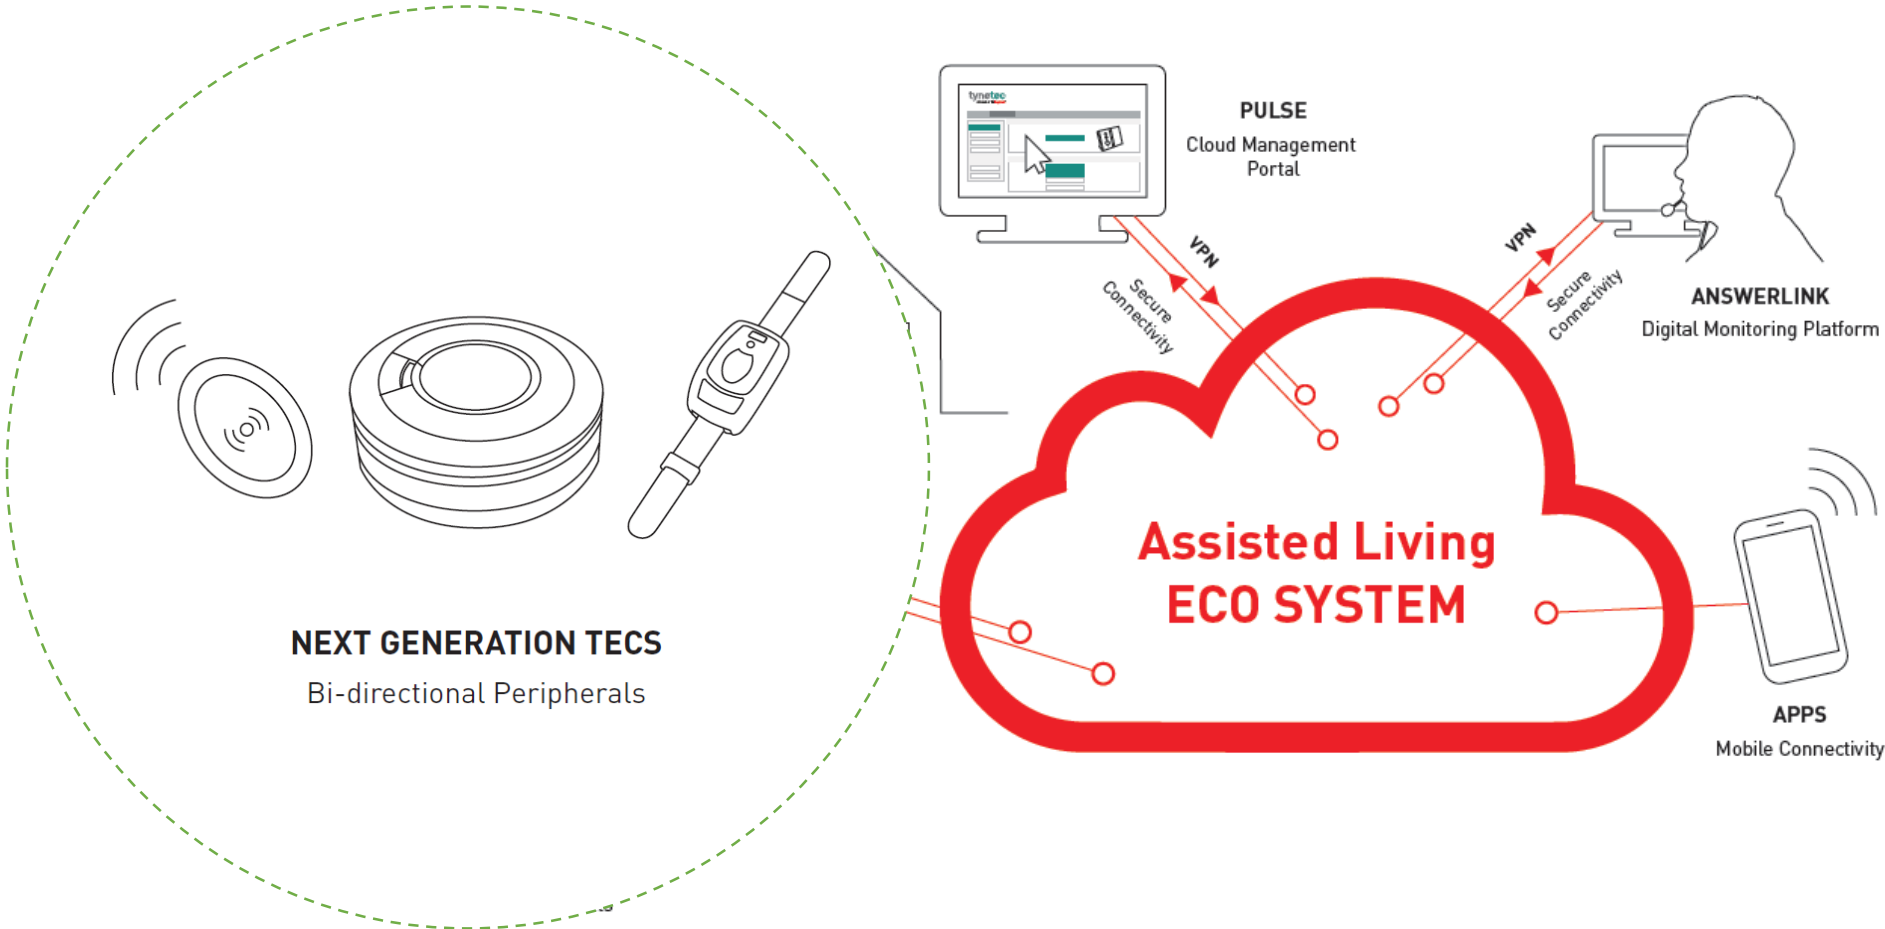 tynetec
PULSE
Cloud Management
Portal
VPN
Secure
Connectivity
VPN
Secure
Connectivity
ANSWERLINK
Digital Monitoring Platform
NEXT GENERATION TECS
Bi-directional Peripherals
Assisted Living
ECO SYSTEM
APPS
Mobile Connectivity